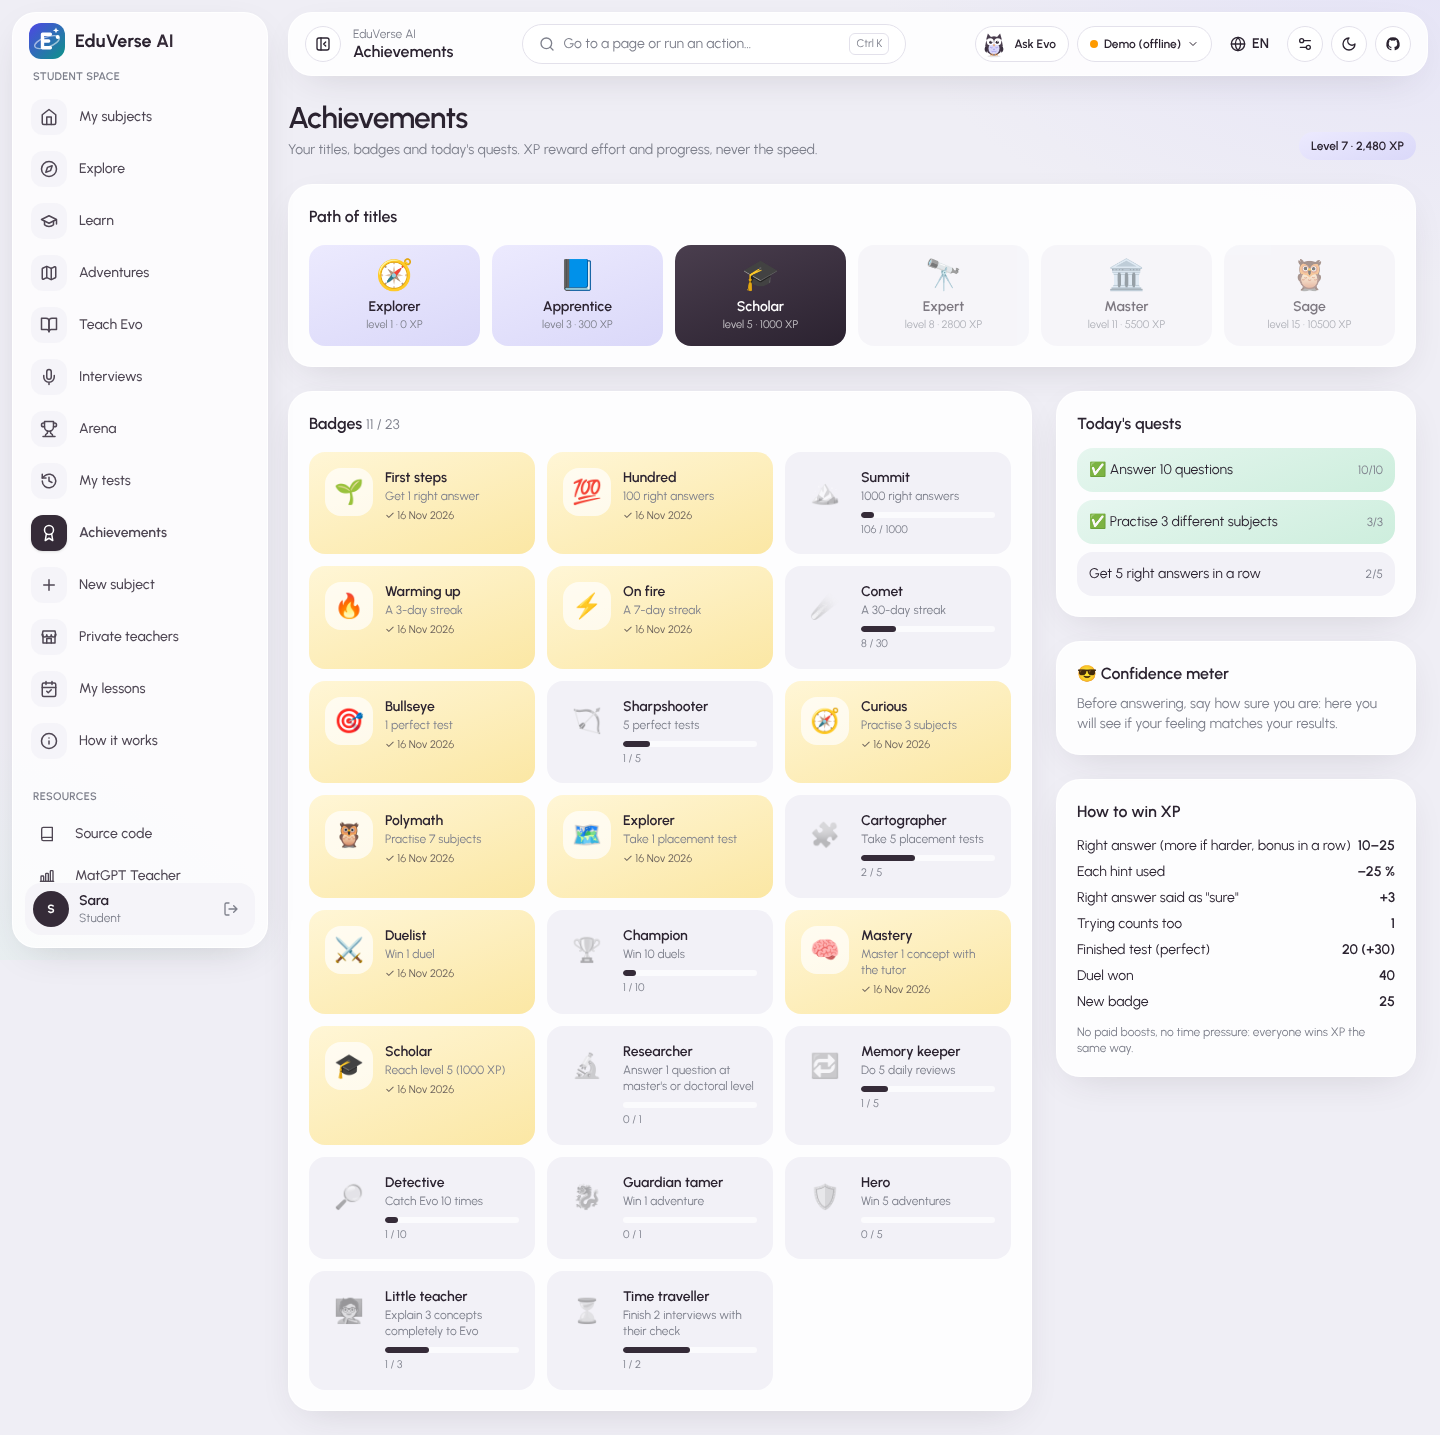 EduVerse AI
STUDENT SPACE
My subjects
Explore
Learn
Adventures
Teach Evo
Interviews
Arena
My tests
Achievements
New subject
Private teachers
My lessons
How it works
RESOURCES
Source code
MatGPT Teacher
S
Sara
Student
EduVerse AI
Achievements
Go to a page or run an action...
Ctrl K
Ask Evo
Demo (offline)
EN
Achievements
Your titles, badges and today's quests. XP reward effort and progress, never the speed.
Level 7 · 2,480 XP
Path of titles
Explorer
level 1 · 0 XP
Apprentice
level 3 · 300 XP
Scholar
level 5 · 1000 XP
Expert
level 8 · 2800 XP
Master
level 11 · 5500 XP
Sage
level 15 · 10500 XP
Badges 11 / 23
First steps
Get 1 right answer
✓ 16 Nov 2026
Hundred
100 right answers
✓ 16 Nov 2026
Summit
1000 right answers
106 / 1000
Warming up
A 3-day streak
✓ 16 Nov 2026
On fire
A 7-day streak
✓ 16 Nov 2026
Comet
A 30-day streak
8 / 30
Bullseye
1 perfect test
✓ 16 Nov 2026
Sharpshooter
5 perfect tests
1 / 5
Curious
Practise 3 subjects
✓ 16 Nov 2026
Polymath
Practise 7 subjects
✓ 16 Nov 2026
Explorer
Take 1 placement test
✓ 16 Nov 2026
Cartographer
Take 5 placement tests
2 / 5
Duelist
Win 1 duel
✓ 16 Nov 2026
Champion
Win 10 duels
1 / 10
Mastery
Master 1 concept with
the tutor
✓ 16 Nov 2026
Scholar
Reach level 5 (1000 XP)
✓ 16 Nov 2026
Researcher
Answer 1 question at
master's or doctoral level
0 / 1
Memory keeper
Do 5 daily reviews
1 / 5
Detective
Catch Evo 10 times
1 / 10
Guardian tamer
Win 1 adventure
0 / 1
Hero
Win 5 adventures
0 / 5
Little teacher
Explain 3 concepts
completely to Evo
1 / 3
Time traveller
Finish 2 interviews with
their check
1 / 2
Today's quests
✅ Answer 10 questions 10/10
✅ Practise 3 different subjects 3/3
Get 5 right answers in a row 2/5
😎 Confidence meter
Before answering, say how sure you are: here you
will see if your feeling matches your results.
How to win XP
Right answer (more if harder, bonus in a row) 10–25
Each hint used −25 %
Right answer said as "sure" +3
Trying counts too 1
Finished test (perfect) 20 (+30)
Duel won 40
New badge 25
No paid boosts, no time pressure: everyone wins XP the
same way.